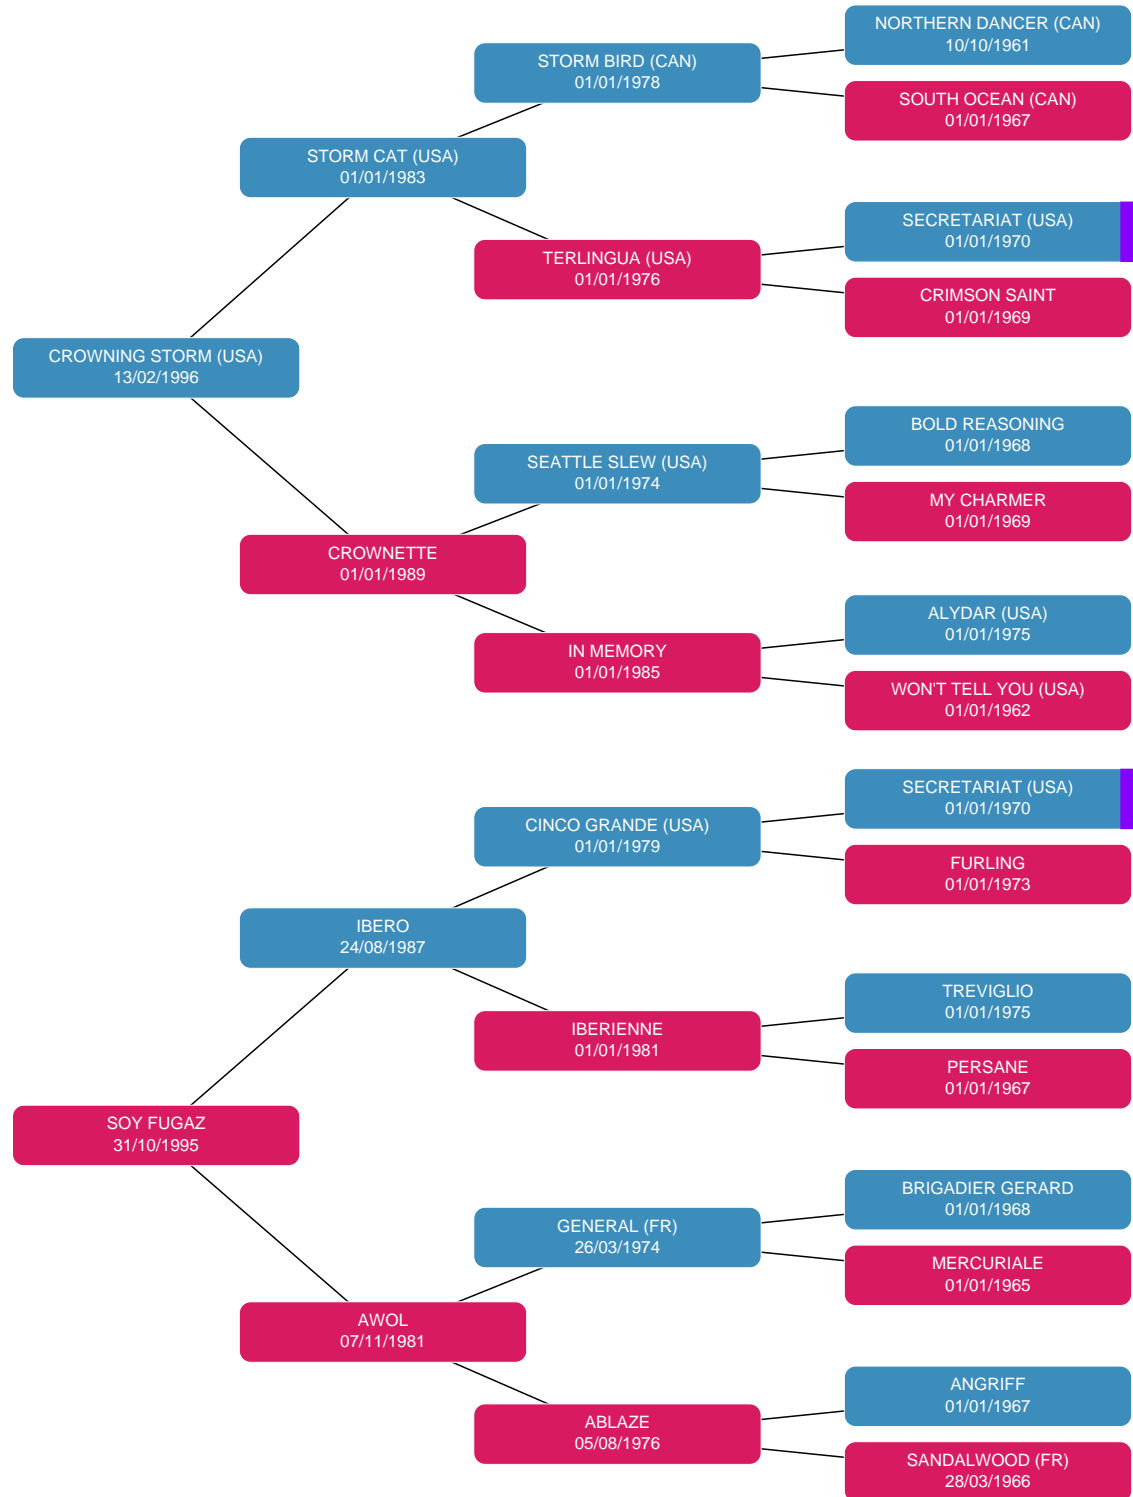 NORTHERN DANCER (CAN)
10/10/1961
STORM BIRD (CAN)
01/01/1978
SOUTH OCEAN (CAN)
01/01/1967
STORM CAT (USA)
01/01/1983
SECRETARIAT (USA)
01/01/1970
TERLINGUA (USA)
01/01/1976
CRIMSON SAINT
01/01/1969
CROWNING STORM (USA)
13/02/1996
BOLD REASONING
01/01/1968
SEATTLE SLEW (USA)
01/01/1974
MY CHARMER
01/01/1969
CROWNETTE
01/01/1989
ALYDAR (USA)
01/01/1975
IN MEMORY
01/01/1985
WON'T TELL YOU (USA)
01/01/1962
SECRETARIAT (USA)
01/01/1970
CINCO GRANDE (USA)
01/01/1979
FURLING
01/01/1973
IBERO
24/08/1987
TREVIGLIO
01/01/1975
IBERIENNE
01/01/1981
PERSANE
01/01/1967
SOY FUGAZ
31/10/1995
BRIGADIER GERARD
01/01/1968
GENERAL (FR)
26/03/1974
MERCURIALE
01/01/1965
AWOL
07/11/1981
ANGRIFF
01/01/1967
ABLAZE
05/08/1976
SANDALWOOD (FR)
28/03/1966